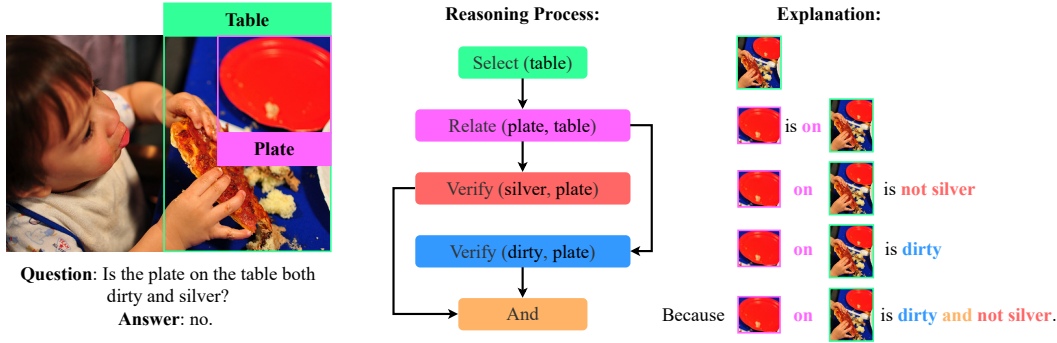 Table
Plate
Question: Is the plate on the table both
dirty and silver?
Answer: no.
Reasoning Process:
Select (table)
Relate (plate, table)
Verify (silver, plate)
Verify (dirty, plate)
And
Explanation:
is on
on is not silver
on is dirty
Because on is dirty and not silver.